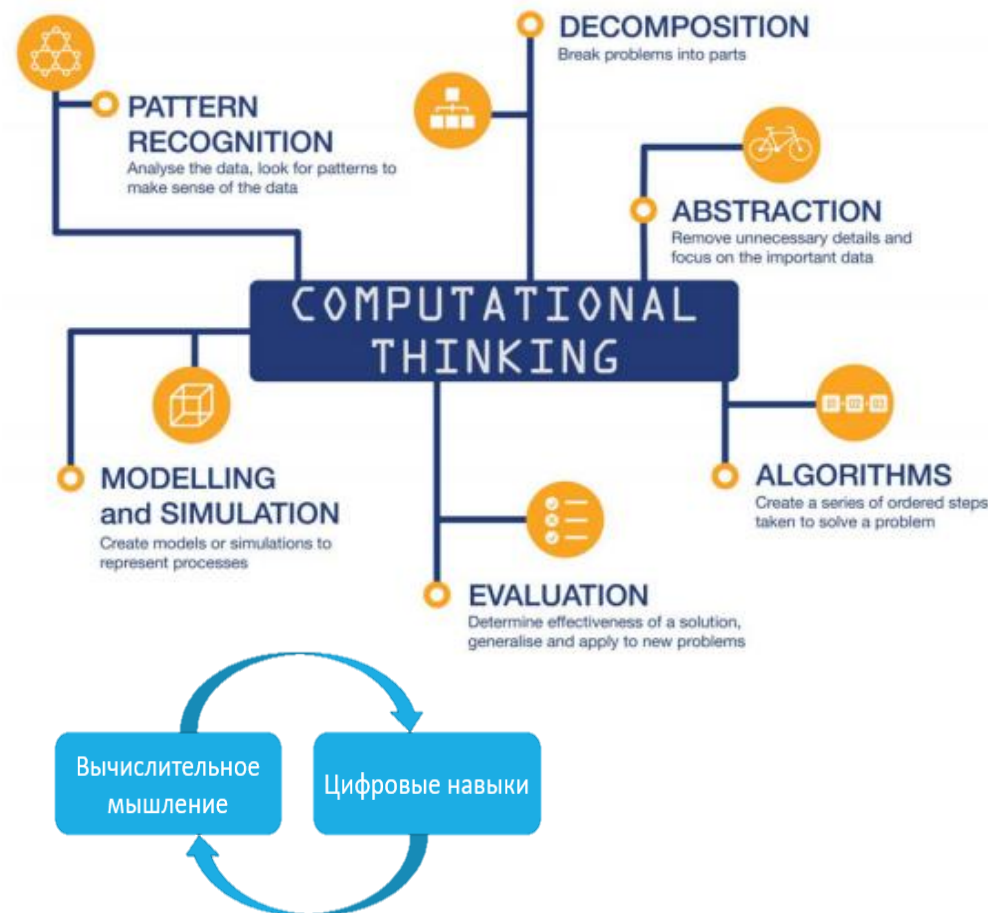 DECOMPOSITION
Break problems into parts
PATTERN
RECOGNITION
Analyse the data, look for patterns to
make sense of the data
ABSTRACTION
Remove unnecessary details and
focus on the important data
COMPUTATIONAL
THINKING
MODELLING
and SIMULATION
Create models or simulations to
represent processes
01 02 03
ALGORITHMS
Create a series of ordered steps
taken to solve a problem
EVALUATION
Determine effectiveness of a solution,
generalise and apply to new problems
Вычислительное
мышление
Цифровые навыки